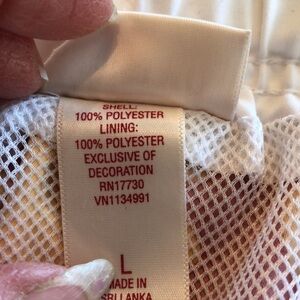 SHELL:
100% POLYESTER
LINING:
100% POLYESTER
EXCLUSIVE OF
DECORATION
RN17730
VN1134991
L
MADE IN
SRI LANKA